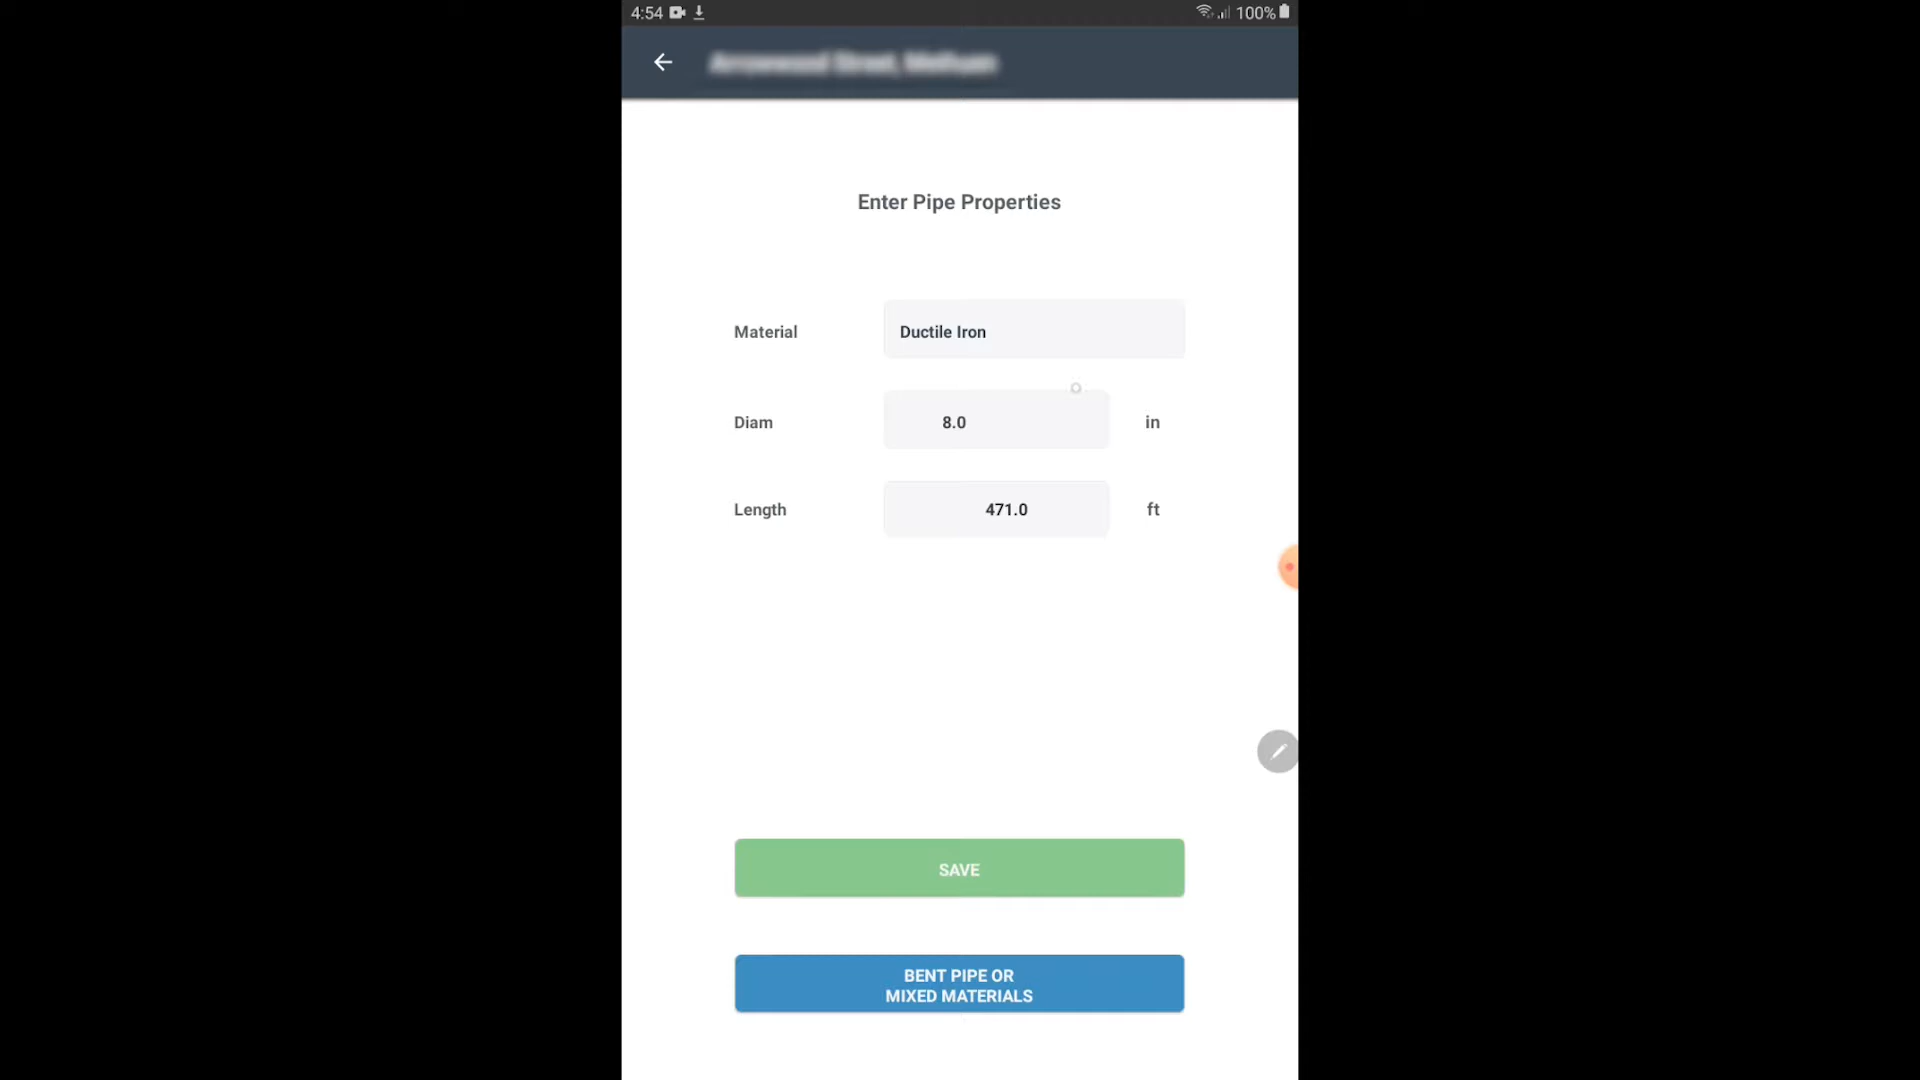 4:54
100%
Enter Pipe Properties
Material Ductile Iron
Diam 8.0 in
Length 471.0 ft
SAVE
BENT PIPE OR
MIXED MATERIALS